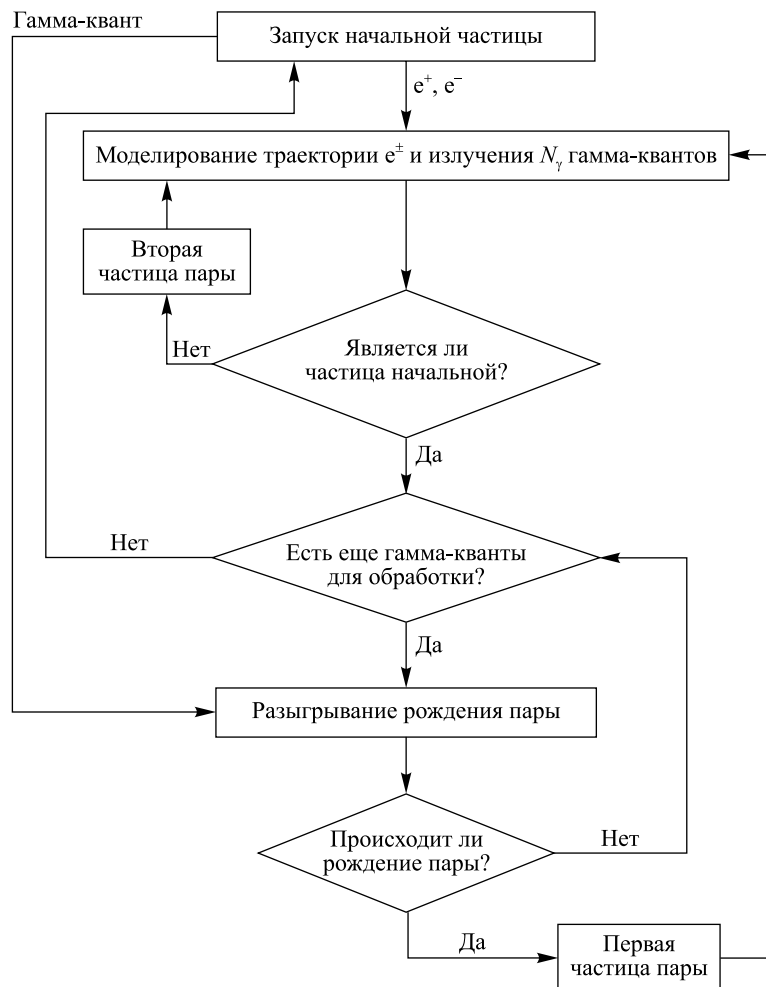 Гамма-квант
Запуск начальной частицы
e⁺, e⁻
Моделирование траектории e± и излучения Nγ гамма-квантов
Вторая
частица пары
Нет
Является ли
частица начальной?
Да
Нет
Есть еще гамма-кванты
для обработки?
Да
Разыгрывание рождения пары
Происходит ли
рождение пары?
Нет
Да
Первая
частица пары